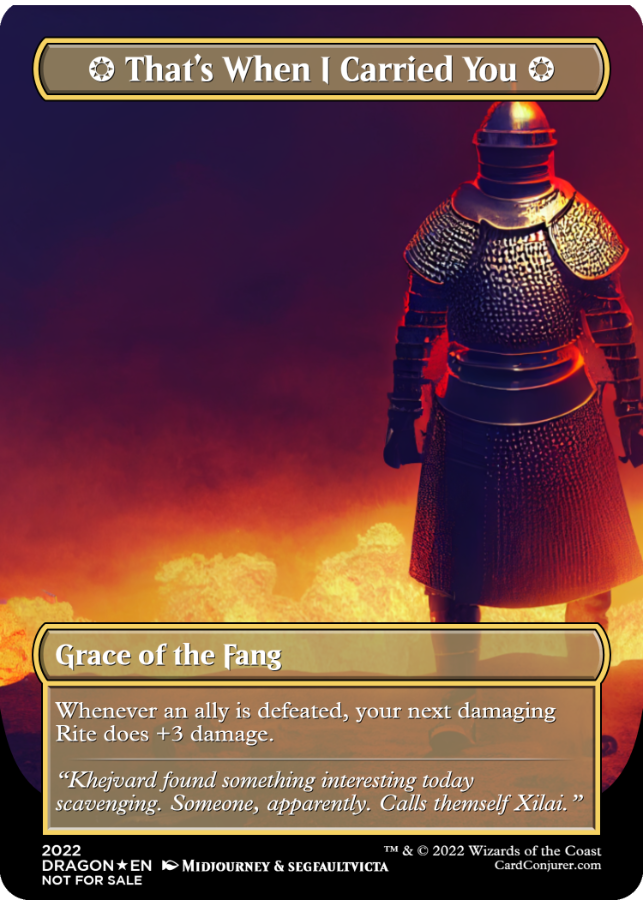 That's When I Carried You
Grace of the Fang
Whenever an ally is defeated, your next damaging
Rite does +3 damage.
“Khejvard found something interesting today
scavenging. Someone, apparently. Calls themself Xilai.”
2022
DRAGON★EN MIDJOURNEY & SEGFAULTVICTA
NOT FOR SALE
™ & © 2022 Wizards of the Coast
CardConjurer.com